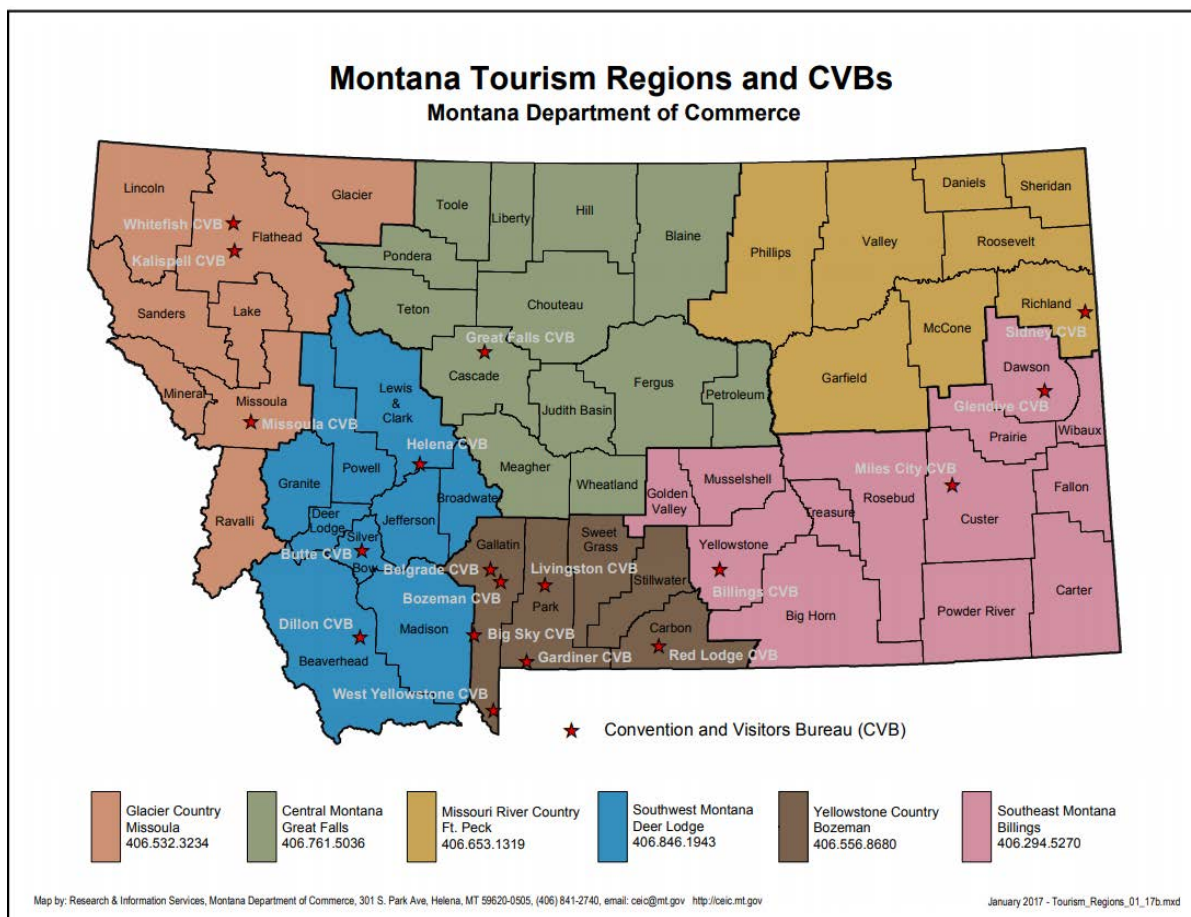 Montana Tourism Regions and CVBs
Montana Department of Commerce
Lincoln
Glacier
Toole
Liberty
Hill
Blaine
Daniels
Sheridan
Whitefish CVB
Flathead
Kalispell CVB
Pondera
Phillips
Valley
Roosevelt
Sanders
Lake
Teton
Chouteau
Richland
Sidney CVB
McCone
Great Falls CVB
Cascade
Mineral
Missoula
Missoula CVB
Lewis
&
Clark
Fergus
Judith Basin
Petroleum
Garfield
Dawson
Glendive CVB
Prairie
Wibaux
Helena CVB
Powell
Granite
Meagher
Wheatland
Golden
Valley
Musselshell
Miles City CVB
Rosebud
Treasure
Custer
Fallon
Ravalli
Deer
Lodge
Silver
Bow
Butte CVB
Jefferson
Broadwater
Gallatin
Sweet
Grass
Yellowstone
Belgrade CVB
Livingston CVB
Stillwater
Billings CVB
Bozeman CVB
Park
Big Horn
Powder River
Carter
Dillon CVB
Madison
Beaverhead
Big Sky CVB
Carbon
Gardiner CVB
Red Lodge CVB
West Yellowstone CVB
Convention and Visitors Bureau (CVB)
Glacier Country
Missoula
406.532.3234
Central Montana
Great Falls
406.761.5036
Missouri River Country
Ft. Peck
406.653.1319
Southwest Montana
Deer Lodge
406.846.1943
Yellowstone Country
Bozeman
406.556.8680
Southeast Montana
Billings
406.294.5270
Map by: Research & Information Services, Montana Department of Commerce, 301 S. Park Ave, Helena, MT 59620-0505, (406) 841-2740, email: ceic@mt.gov http://ceic.mt.gov
January 2017 - Tourism_Regions_01_17b.mxd